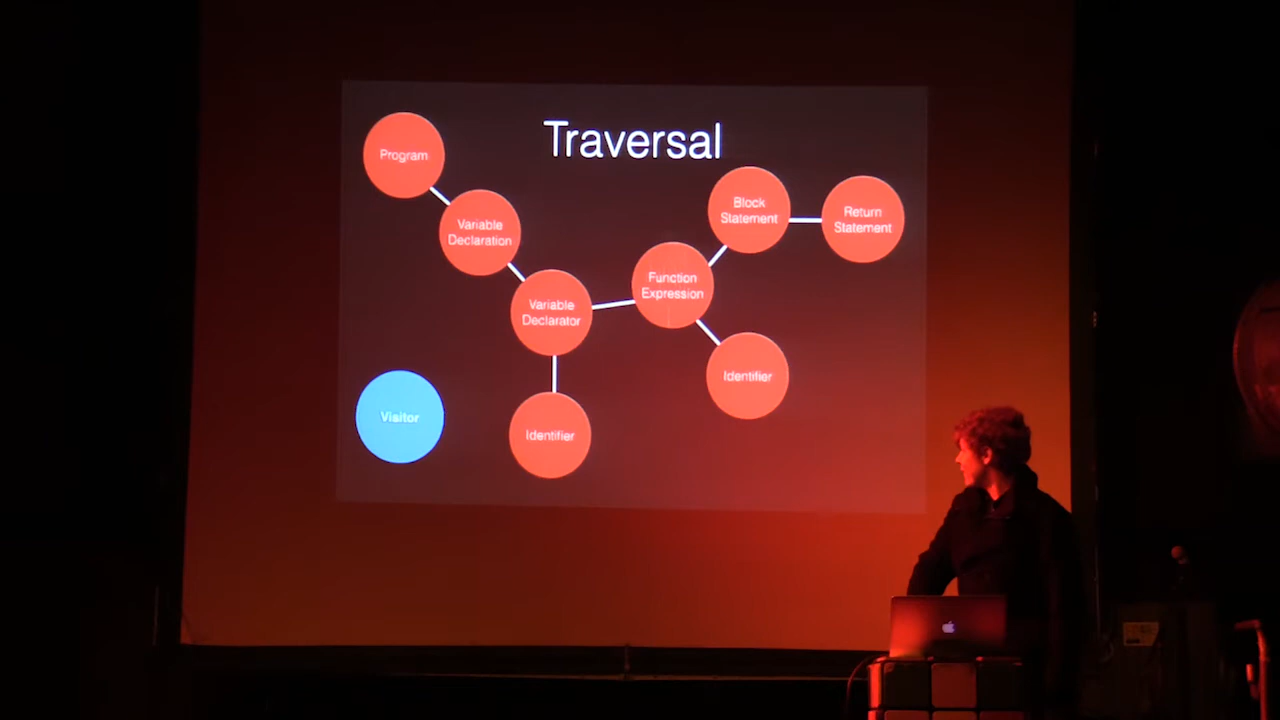 Traversal
Program
Variable
Declaration
Variable
Declarator
Identifier
Function
Expression
Block
Statement
Return
Statement
Identifier
Visitor